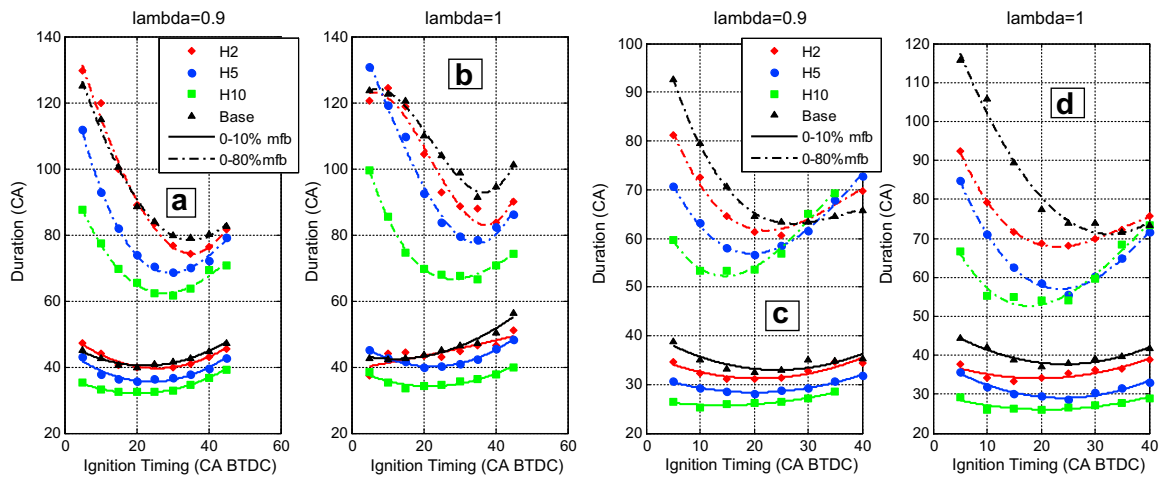 lambda=0.9
140
120
100
80
60
40
20
0
20
40
60
Duration (CA)
Ignition Timing (CA BTDC)
a
lambda=1
140
120
100
80
60
40
20
0
20
40
60
Ignition Timing (CA BTDC)
b
H2
H5
H10
Base
0-10% mfb
0-80%mfb
lambda=0.9
100
90
80
70
60
50
40
30
20
0
10
20
30
40
Duration (CA)
Ignition Timing (CA BTDC)
c
H2
H5
H10
Base
0-10% mfb
0-80%mfb
lambda=1
120
110
100
90
80
70
60
50
40
30
20
0
10
20
30
40
Duration (CA)
Ignition Timing (CA BTDC)
d